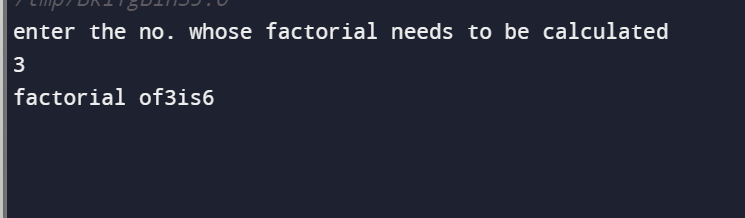 enter the no. whose factorial needs to be calculated
3
factorial of3is6